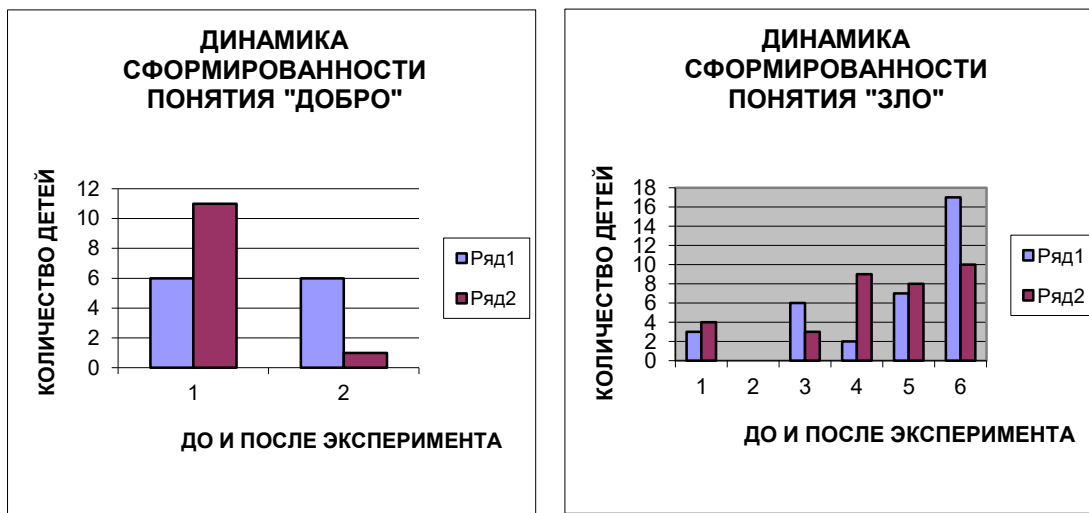 ДИНАМИКА
СФОРМИРОВАННОСТИ
ПОНЯТИЯ "ДОБРО"
КОЛИЧЕСТВО ДЕТЕЙ
12
10
8
6
4
2
0
1 2
Ряд1
Ряд2
ДО И ПОСЛЕ ЭКСПЕРИМЕНТА
ДИНАМИКА
СФОРМИРОВАННОСТИ
ПОНЯТИЯ "ЗЛО"
КОЛИЧЕСТВО ДЕТЕЙ
18
16
14
12
10
8
6
4
2
0
1 2 3 4 5 6
Ряд1
Ряд2
ДО И ПОСЛЕ ЭКСПЕРИМЕНТА